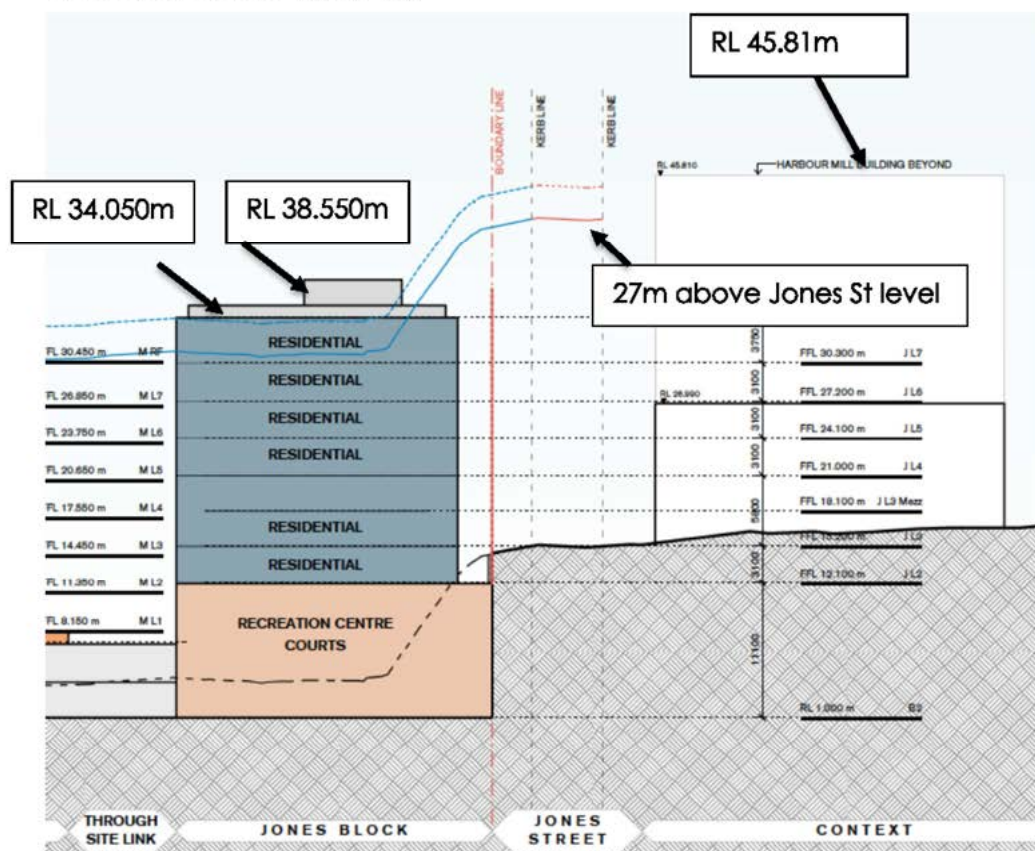 RL 45.81m
KERB LINE
KERB LINE
BOUNDARY LINE
RL 45.810
HARBOUR MILL BUILDING BEYOND
RL 34.050m
RL 38.550m
27m above Jones St level
RESIDENTIAL
RESIDENTIAL
RESIDENTIAL
RESIDENTIAL
RESIDENTIAL
RESIDENTIAL
RECREATION CENTRE
COURTS
FL 30.450 m M RF
FL 26.850 m M L7
FL 23.750 m M L6
FL 20.650 m M L5
FL 17.550 m M L4
FL 14.450 m M L3
FL 11.350 m M L2
FL 8.150 m M L1
3750
3100
3100
3100
5800
3100
11100
FFL 30.300 m J L7
FFL 27.200 m J L6
FFL 24.100 m J L5
FFL 21.000 m J L4
FFL 18.100 m J L3 Mezz
FFL 15.200 m J L3
FFL 12.100 m J L2
RL 1.000 m
THROUGH
SITE LINK
JONES BLOCK
JONES
STREET
CONTEXT